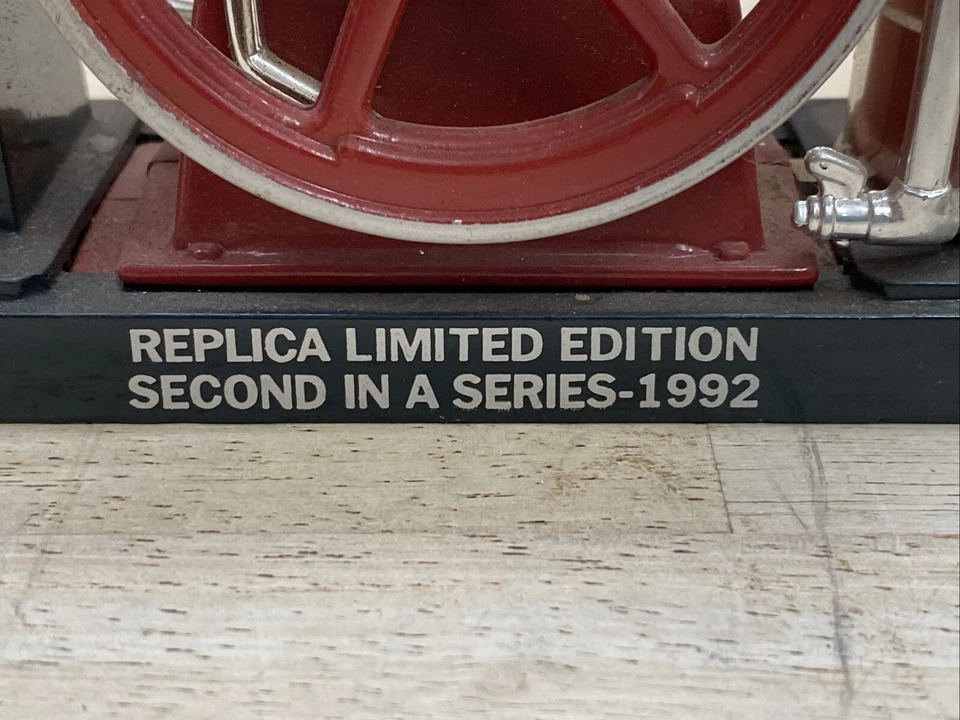 REPLICA LIMITED EDITION
SECOND IN A SERIES-1992